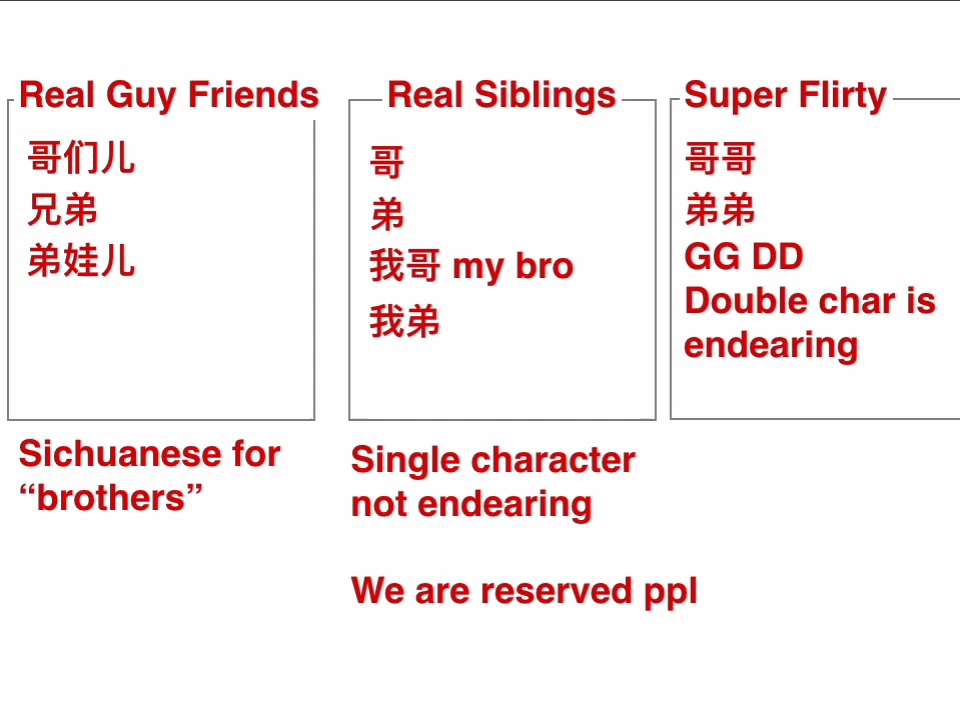 Real Guy Friends
哥们儿
兄弟
弟娃儿
Sichuanese for
“brothers”
Real Siblings
哥
弟
我哥 my bro
我弟
Single character
not endearing
We are reserved ppl
Super Flirty
哥哥
弟弟
GG DD
Double char is
endearing